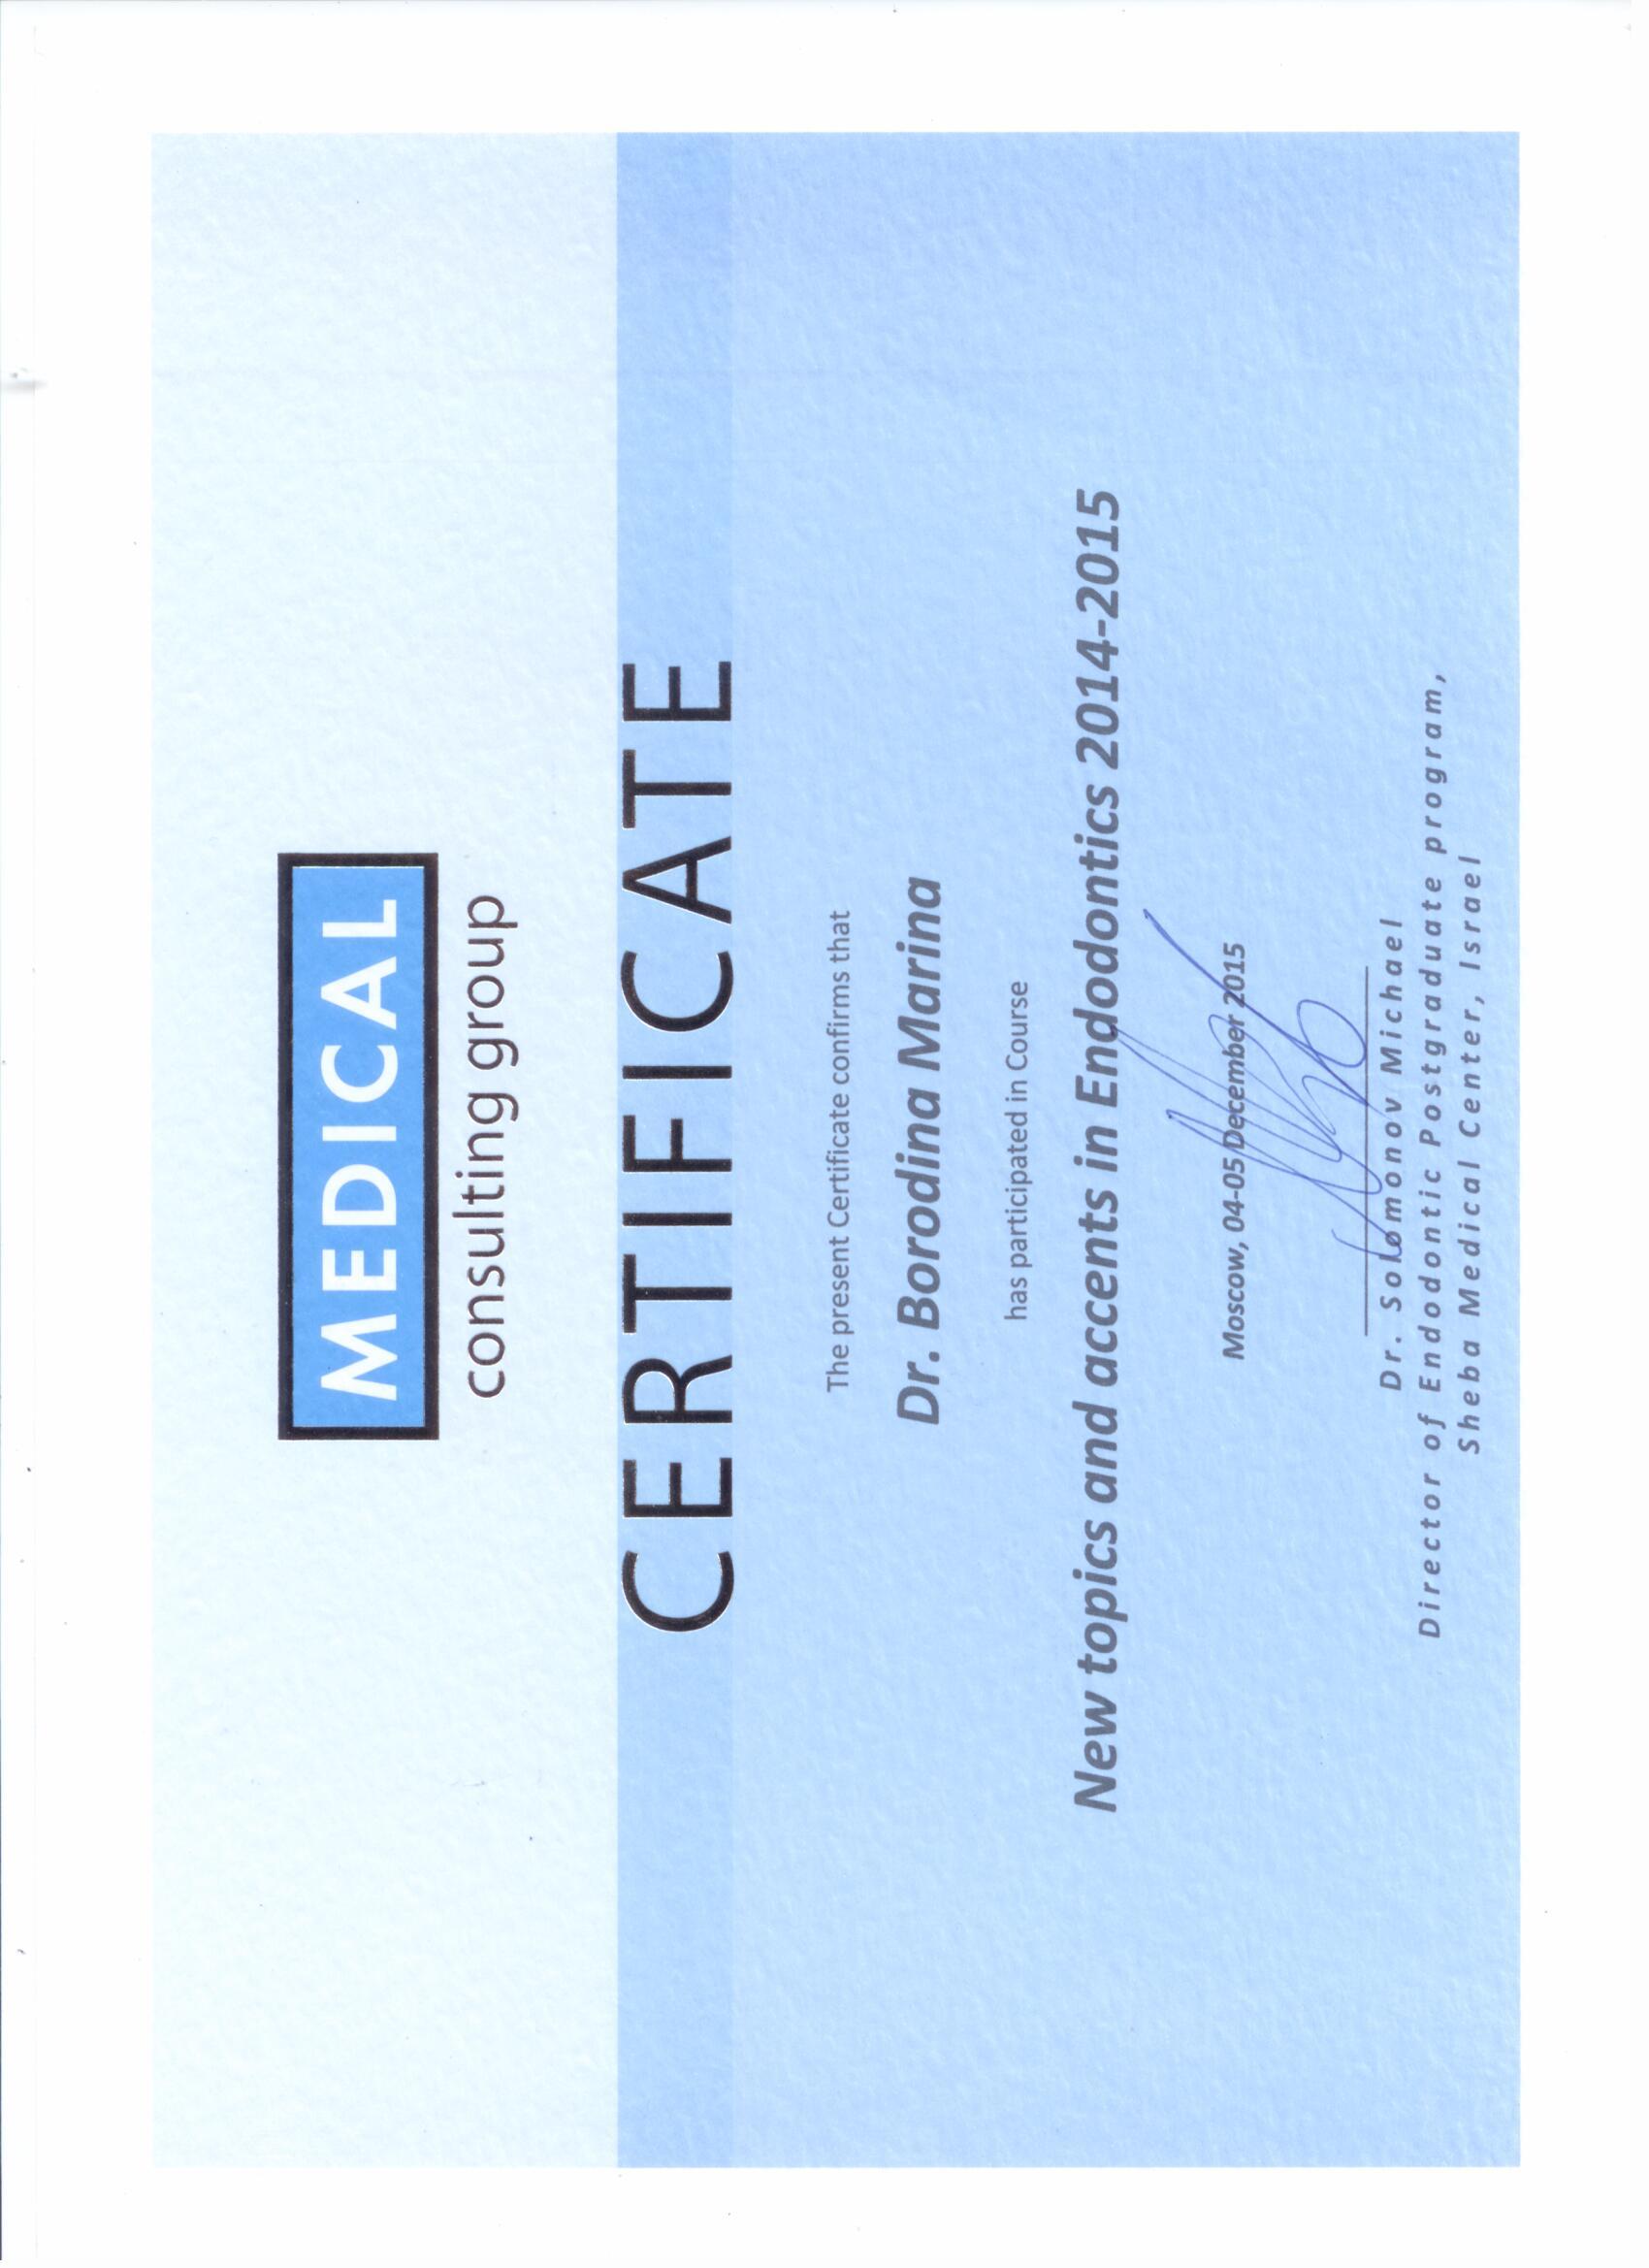 MEDICAL
consulting group
CERTIFICATE
The present Certificate confirms that
Dr. Borodina Marina
has participated in Course
New topics and accents in Endodontics 2014-2015
Moscow, 04-05 December 2015
Dr. Solomonov Michael
Director of Endodontic Postgraduate program,
Sheba Medical Center, Israel